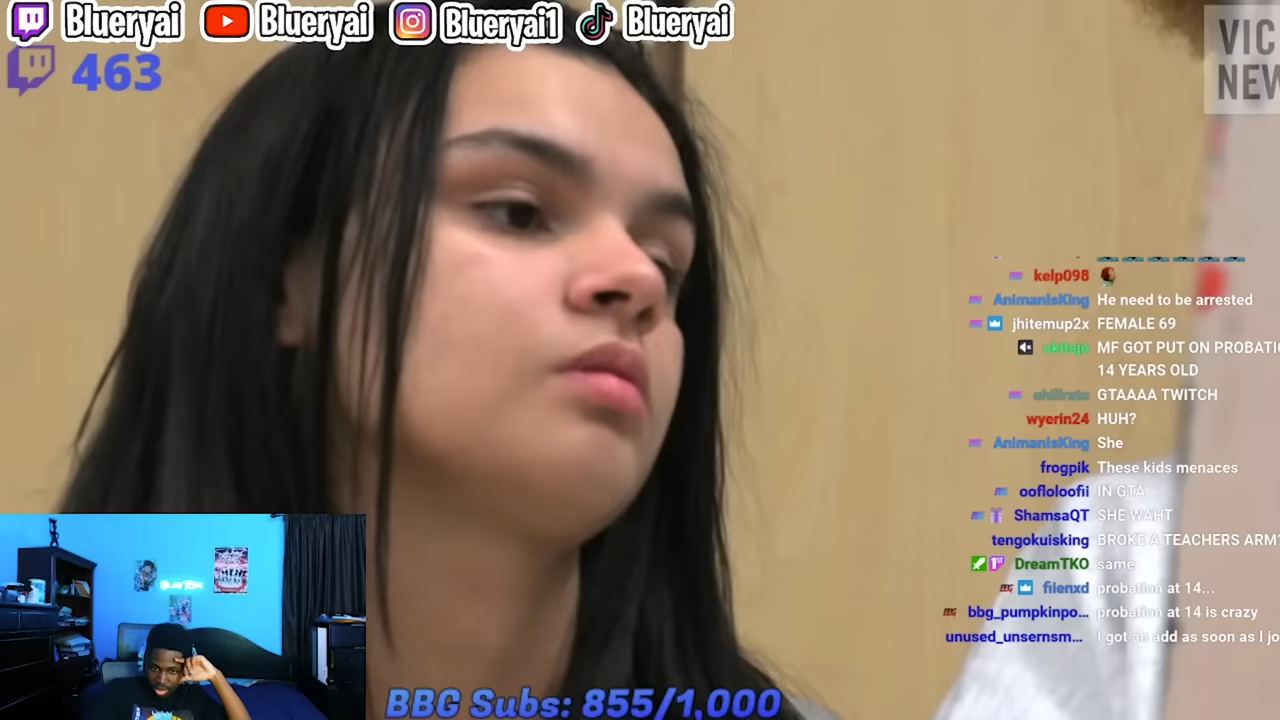 Blueryai Blueryai Blueryai1 Blueryai
463
VIC
NEW
kelp098
AnimanIsKing He need to be arrested
jhitemup2x FEMALE 69
MF GOT PUT ON PROBATIO
14 YEARS OLD
GTAAAA TWITCH
wyerin24 HUH?
AnimanIsKing She
frogpik These kids menaces
oofloloofii IN GTA
ShamsaQT SHE WAHT
tengokuisking BROKE A TEACHERS ARM?
DreamTKO same
fiienxd probation at 14...
bbg_pumpkinpo... probation at 14 is crazy
unused_unsernsm... I got an add as soon as I jo
BBG Subs: 855/1,000